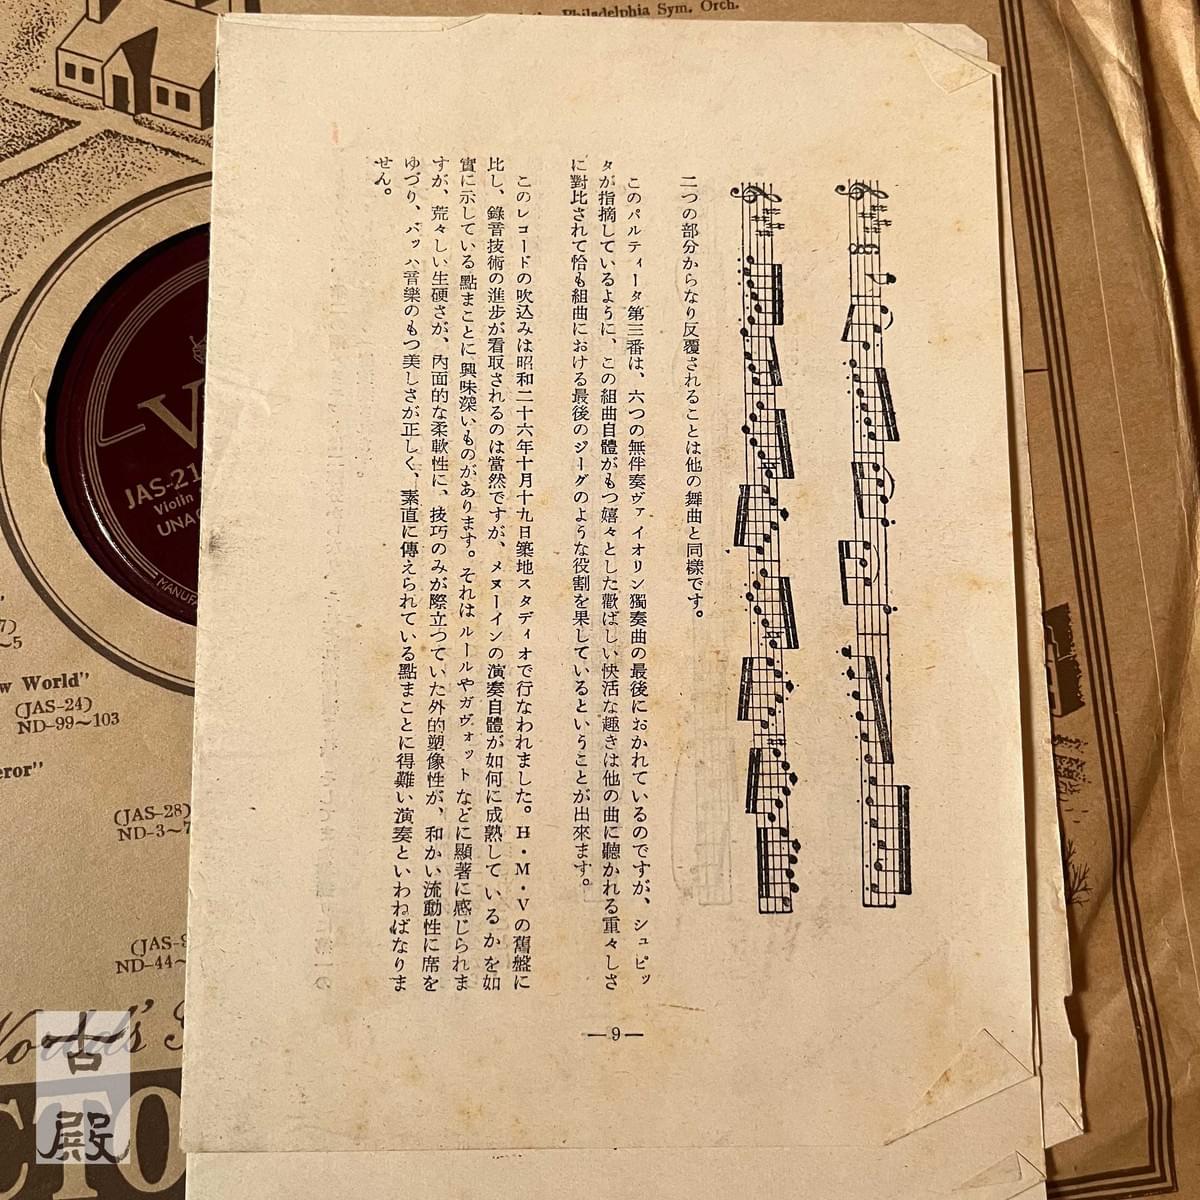 the Philadelphia Sym. Orch.
二つの部分からなり反覆されることは他の舞曲と同樣です。
このパルティータ第三番は、六つの無伴奏ヴァイオリン獨奏曲の最後におかれているのですが、シュピッ
タが指摘しているように、この組曲自體がもつ嬉々とした歡ばしい快活な趣きは他の曲に聽かれる重々しさ
に對比されて恰も組曲における最後のジーグのような役割を果しているということが出來ます。
このレコードの吹込みは昭和二十六年十月十九日築地スタディオで行なわれました。H・M・Vの舊盤に
比し、錄音技術の進步が看取されるのは當然ですが、メヌーインの演奏自體が如何に成熟しているかを如
實に示している點まことに興味深いものがあります。それはルールやガヴォットなどに顯著に感じられま
すが、荒々しい生硬さが、內面的な柔軟性に、技巧のみが際立つていた外的塑像性が、和かい流動性に席を
ゆづり、バッハ音樂のもつ美しさが正しく、素直に傳えられている點まことに得難い演奏といわねばなりま
せん。
—9—
V
JAS-21
Violin
UNA
MANUFA
7)
〜5
w World"
(JAS-24)
ND-99〜103
eror"
(JAS-28)
ND-3〜7
(JAS-
ND-44〜
World's
CTO
古殿